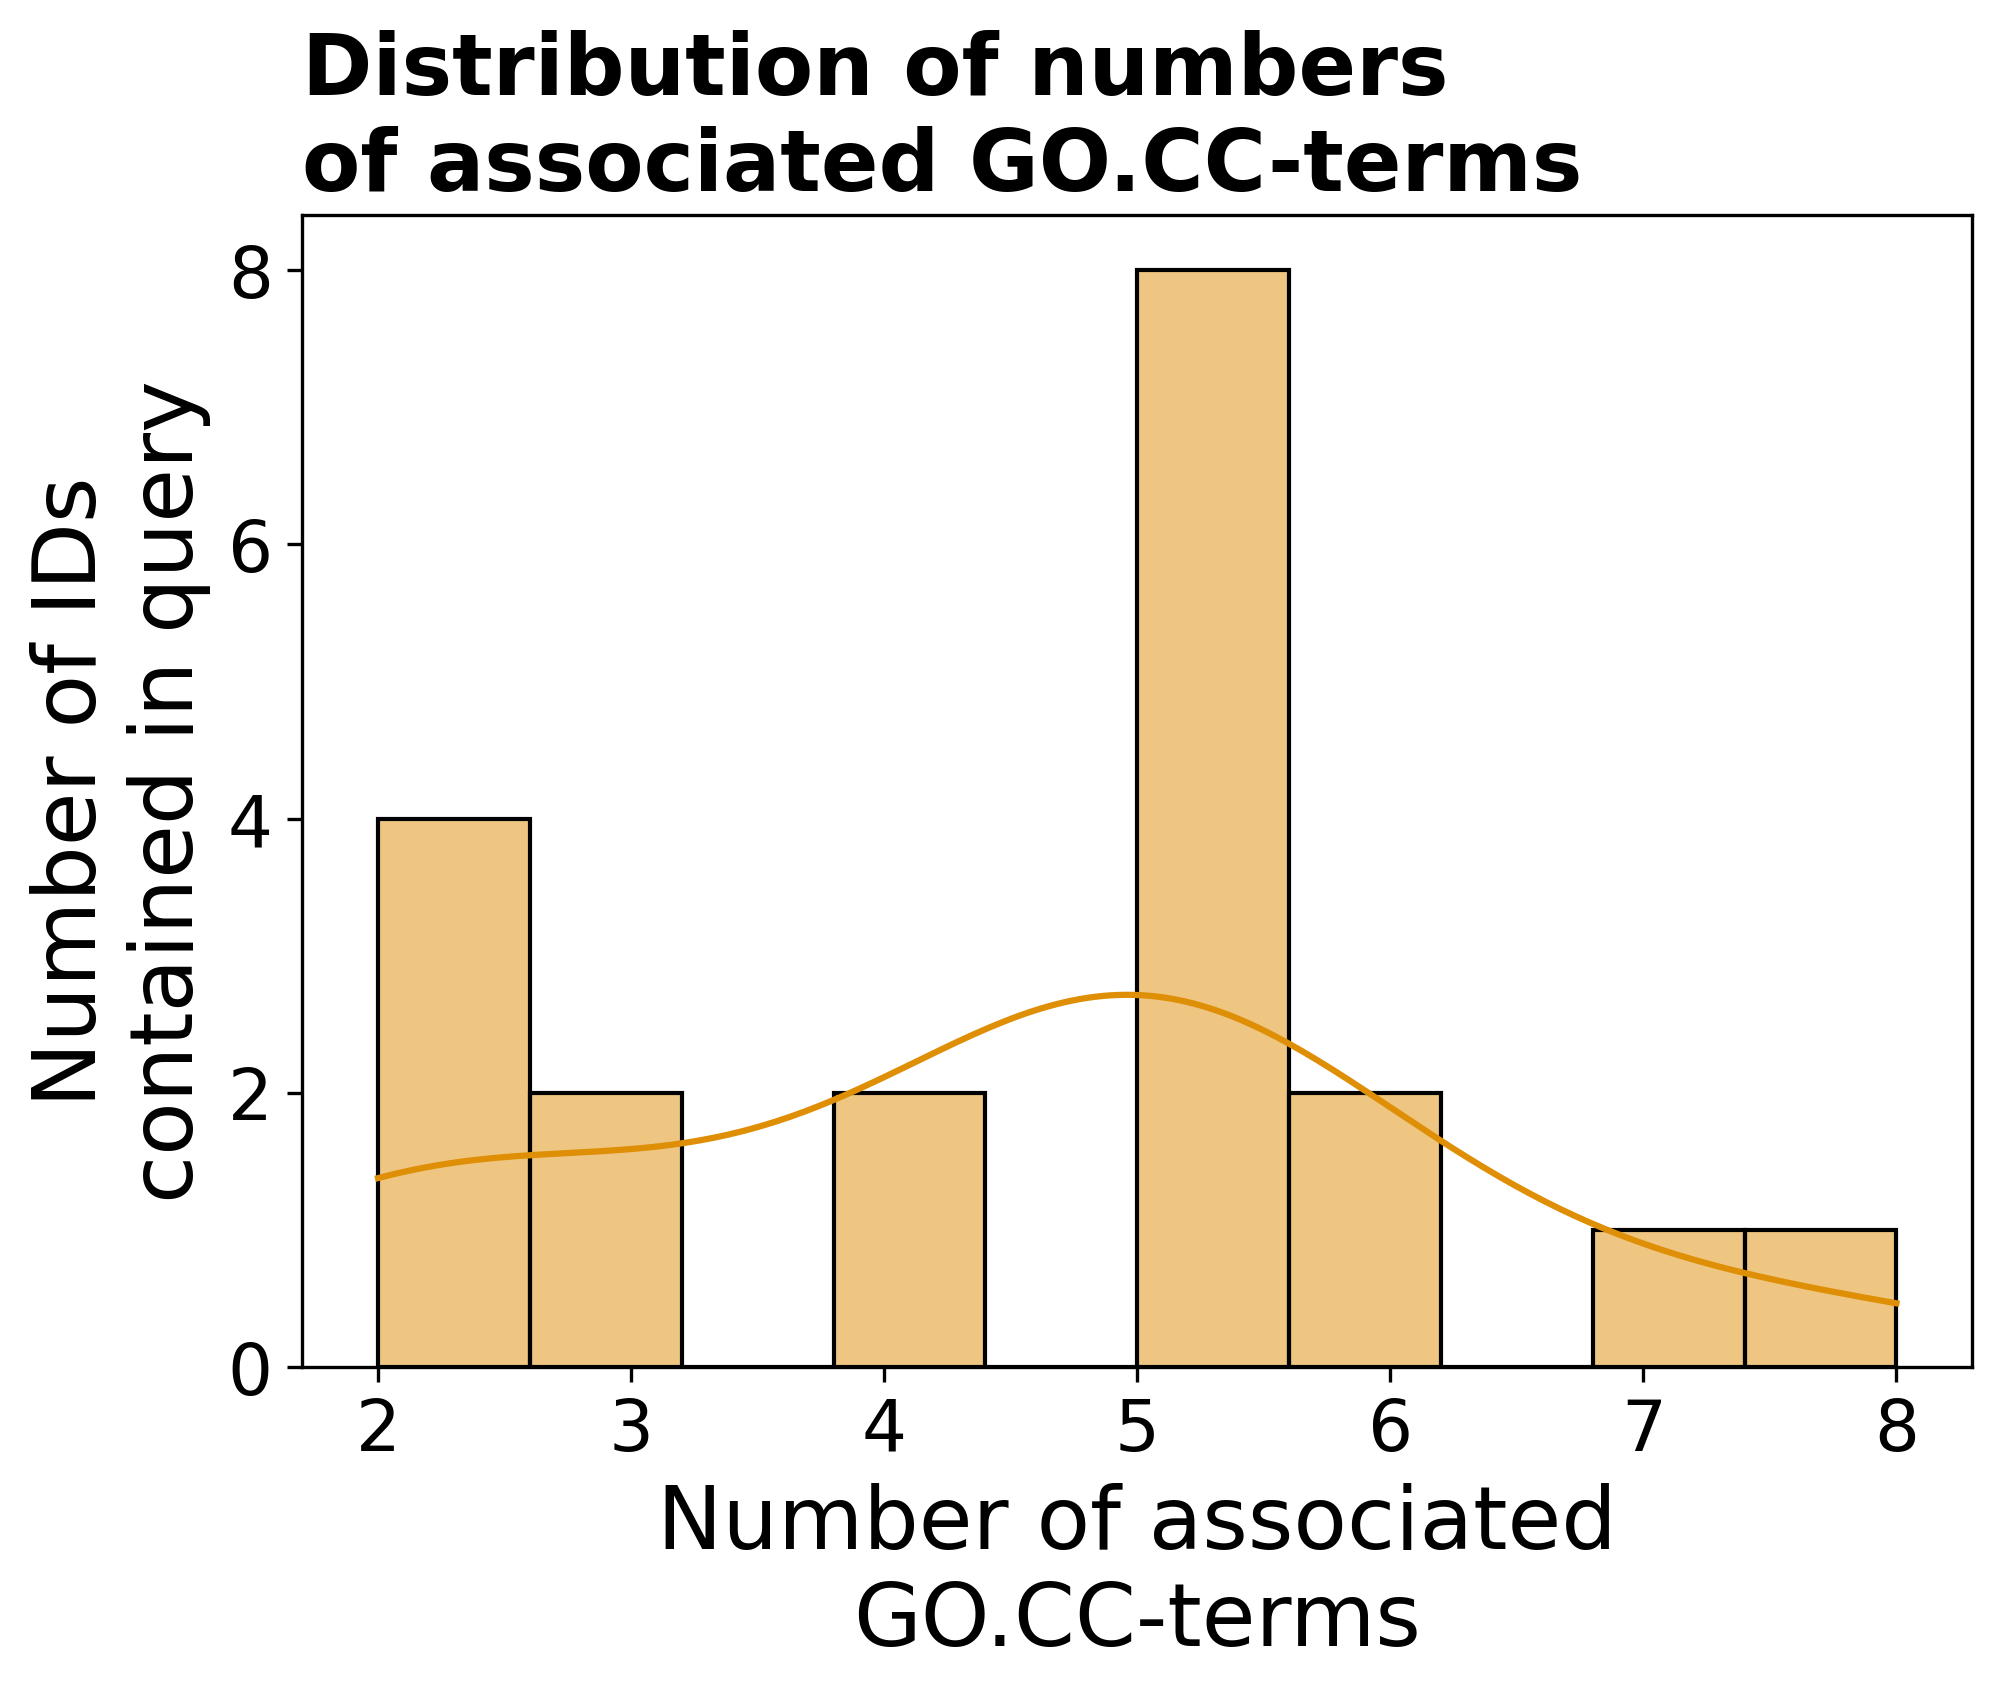 Distribution of numbers
of associated GO.CC-terms
Number of IDs
contained in query
8
6
4
2
0
2 3 4 5 6 7 8
Number of associated
GO.CC-terms